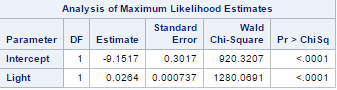 Analysis of Maximum Likelihood Estimates
Parameter DF Estimate Standard Error Wald Chi-Square Pr > ChiSq
Intercept 1 -9.1517 0.3017 920.3207 <.0001
Light 1 0.0264 0.000737 1280.0691 <.0001